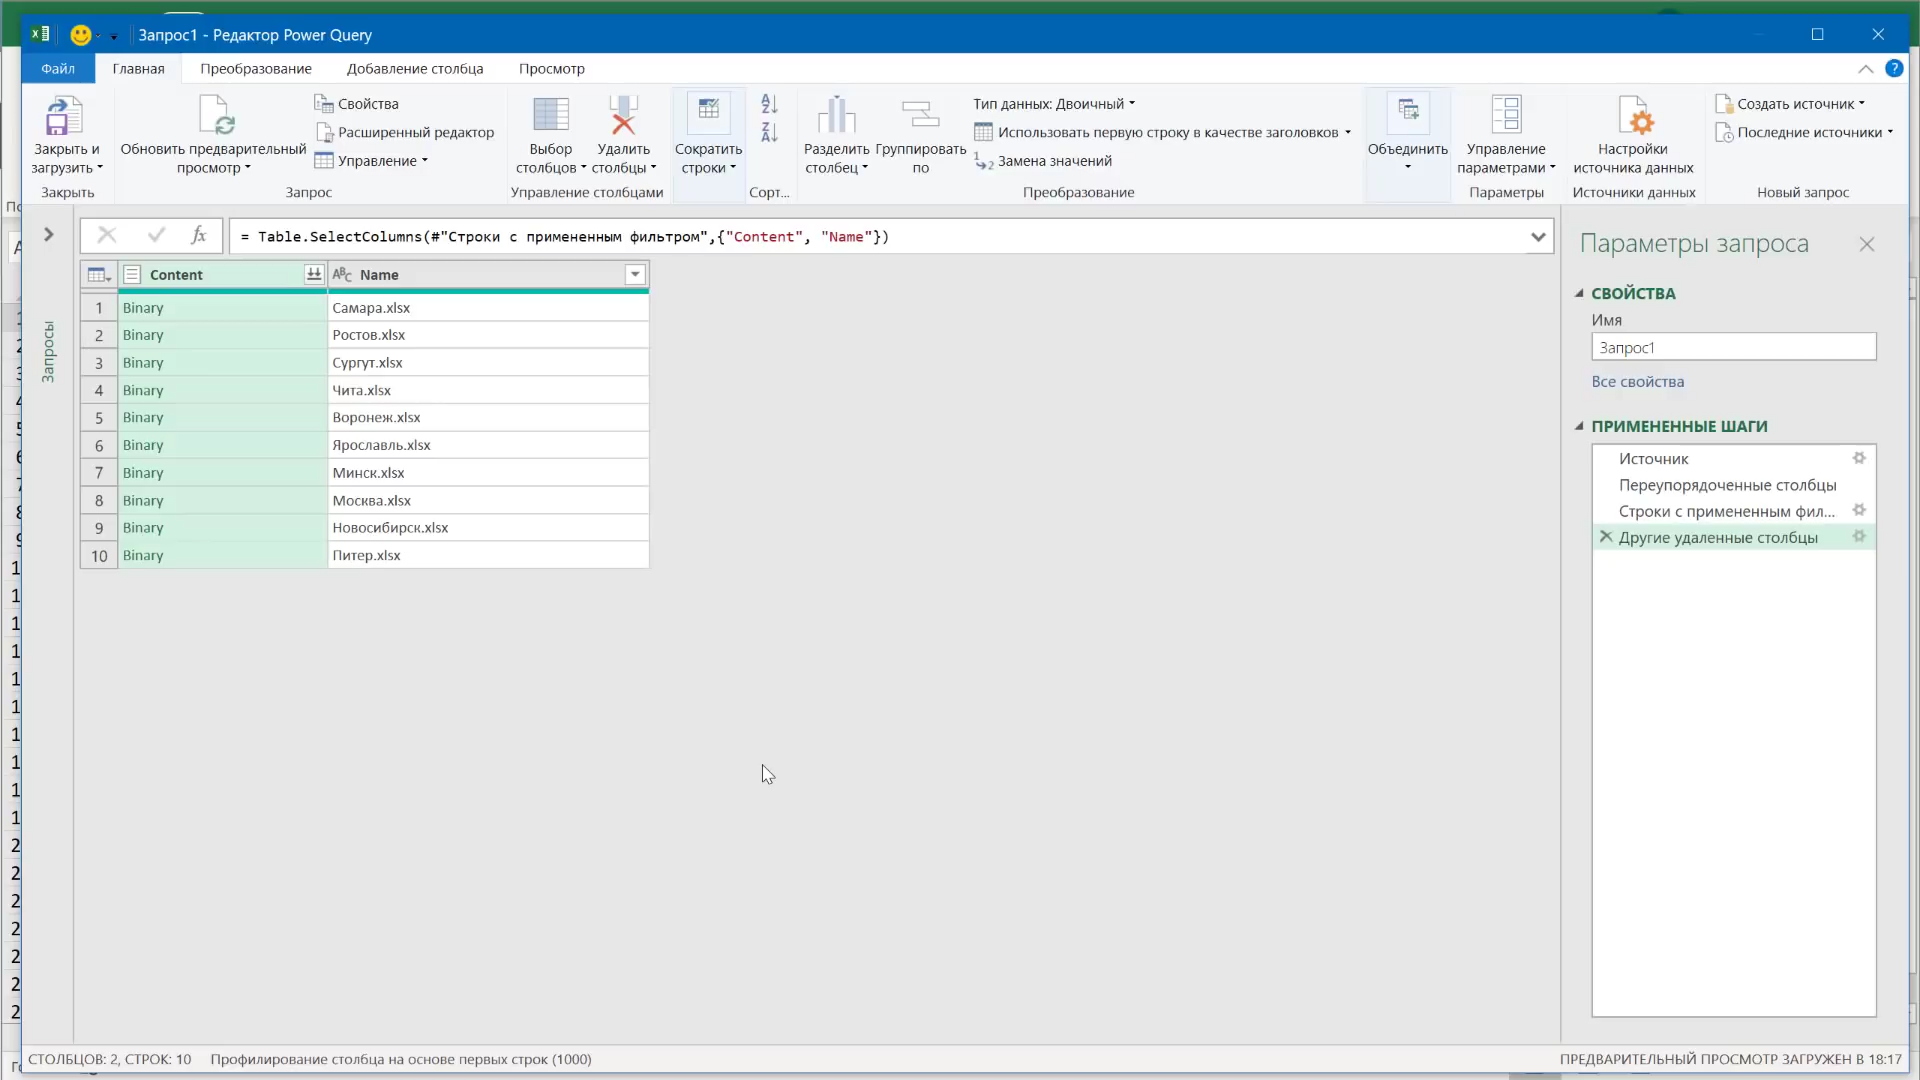 Запрос1 - Редактор Power Query
Файл Главная Преобразование Добавление столбца Просмотр
Закрыть и загрузить
Закрыть
Обновить предварительный просмотр
Свойства
Расширенный редактор
Управление
Запрос
Выбор столбцов
Удалить столбцы
Управление столбцами
Сократить строки
Сорт...
Разделить столбец
Группировать по
Тип данных: Двоичный
Использовать первую строку в качестве заголовков
Замена значений
Преобразование
Объединить
Управление параметрами
Параметры
Настройки источника данных
Источники данных
Создать источник
Последние источники
Новый запрос
Запросы
fx = Table.SelectColumns(#"Строки с примененным фильтром",{"Content", "Name"})
Content ABC Name
1 Binary Самара.xlsx
2 Binary Ростов.xlsx
3 Binary Сургут.xlsx
4 Binary Чита.xlsx
5 Binary Воронеж.xlsx
6 Binary Ярославль.xlsx
7 Binary Минск.xlsx
8 Binary Москва.xlsx
9 Binary Новосибирск.xlsx
10 Binary Питер.xlsx
Параметры запроса
СВОЙСТВА
Имя
Запрос1
Все свойства
ПРИМЕНЕННЫЕ ШАГИ
Источник
Переупорядоченные столбцы
Строки с примененным фил...
Другие удаленные столбцы
СТОЛБЦОВ: 2, СТРОК: 10 Профилирование столбца на основе первых строк (1000)
ПРЕДВАРИТЕЛЬНЫЙ ПРОСМОТР ЗАГРУЖЕН В 18:17